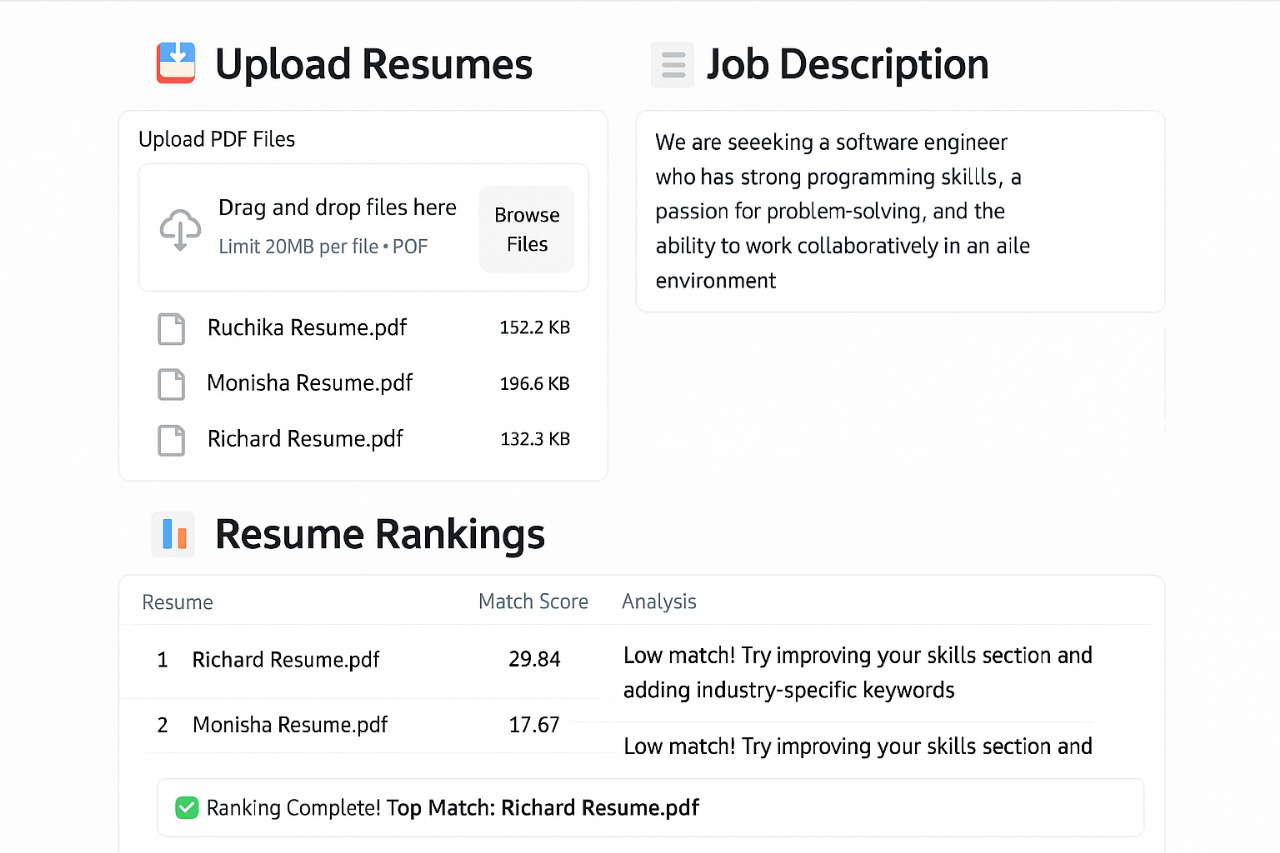 Upload Resumes
Upload PDF Files
Drag and drop files here
Limit 20MB per file • POF
Browse
Files
Ruchika Resume.pdf 152.2 KB
Monisha Resume.pdf 196.6 KB
Richard Resume.pdf 132.3 KB
Job Description
We are seeeking a software engineer
who has strong programming skillls, a
passion for problem-solving, and the
ability to work collaboratively in an aile
environment
Resume Rankings
Resume Match Score Analysis
1 Richard Resume.pdf 29.84 Low match! Try improving your skills section and
adding industry-specific keywords
2 Monisha Resume.pdf 17.67
Low match! Try improving your skills section and
Ranking Complete! Top Match: Richard Resume.pdf